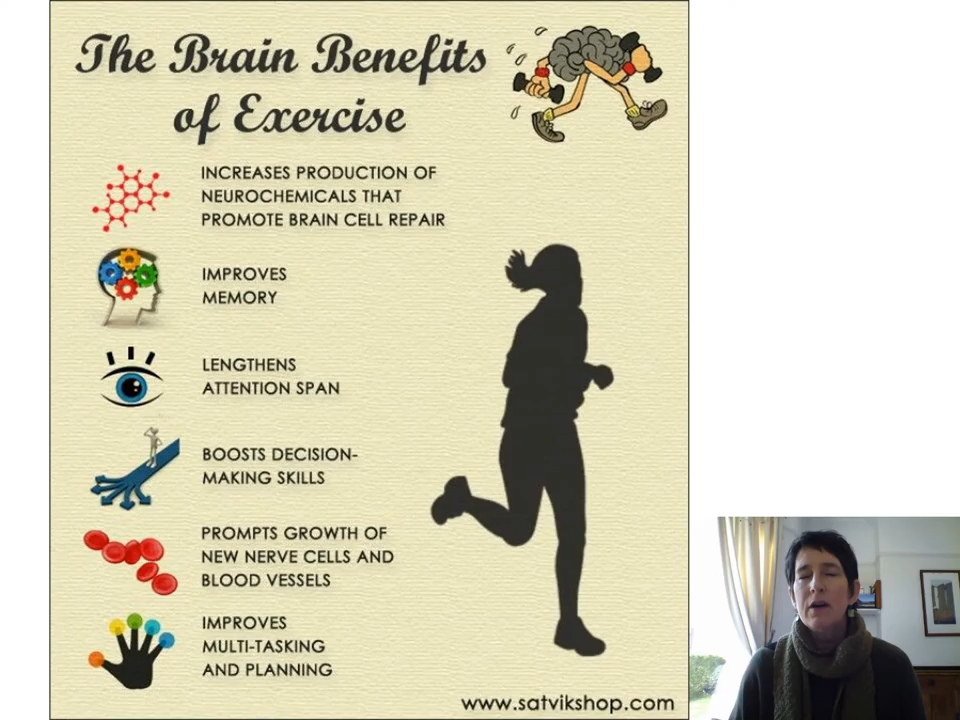 The Brain Benefits
of Exercise
INCREASES PRODUCTION OF
NEUROCHEMICALS THAT
PROMOTE BRAIN CELL REPAIR
IMPROVES
MEMORY
LENGTHENS
ATTENTION SPAN
BOOSTS DECISION-
MAKING SKILLS
PROMPTS GROWTH OF
NEW NERVE CELLS AND
BLOOD VESSELS
IMPROVES
MULTI-TASKING
AND PLANNING
www.satvikshop.com